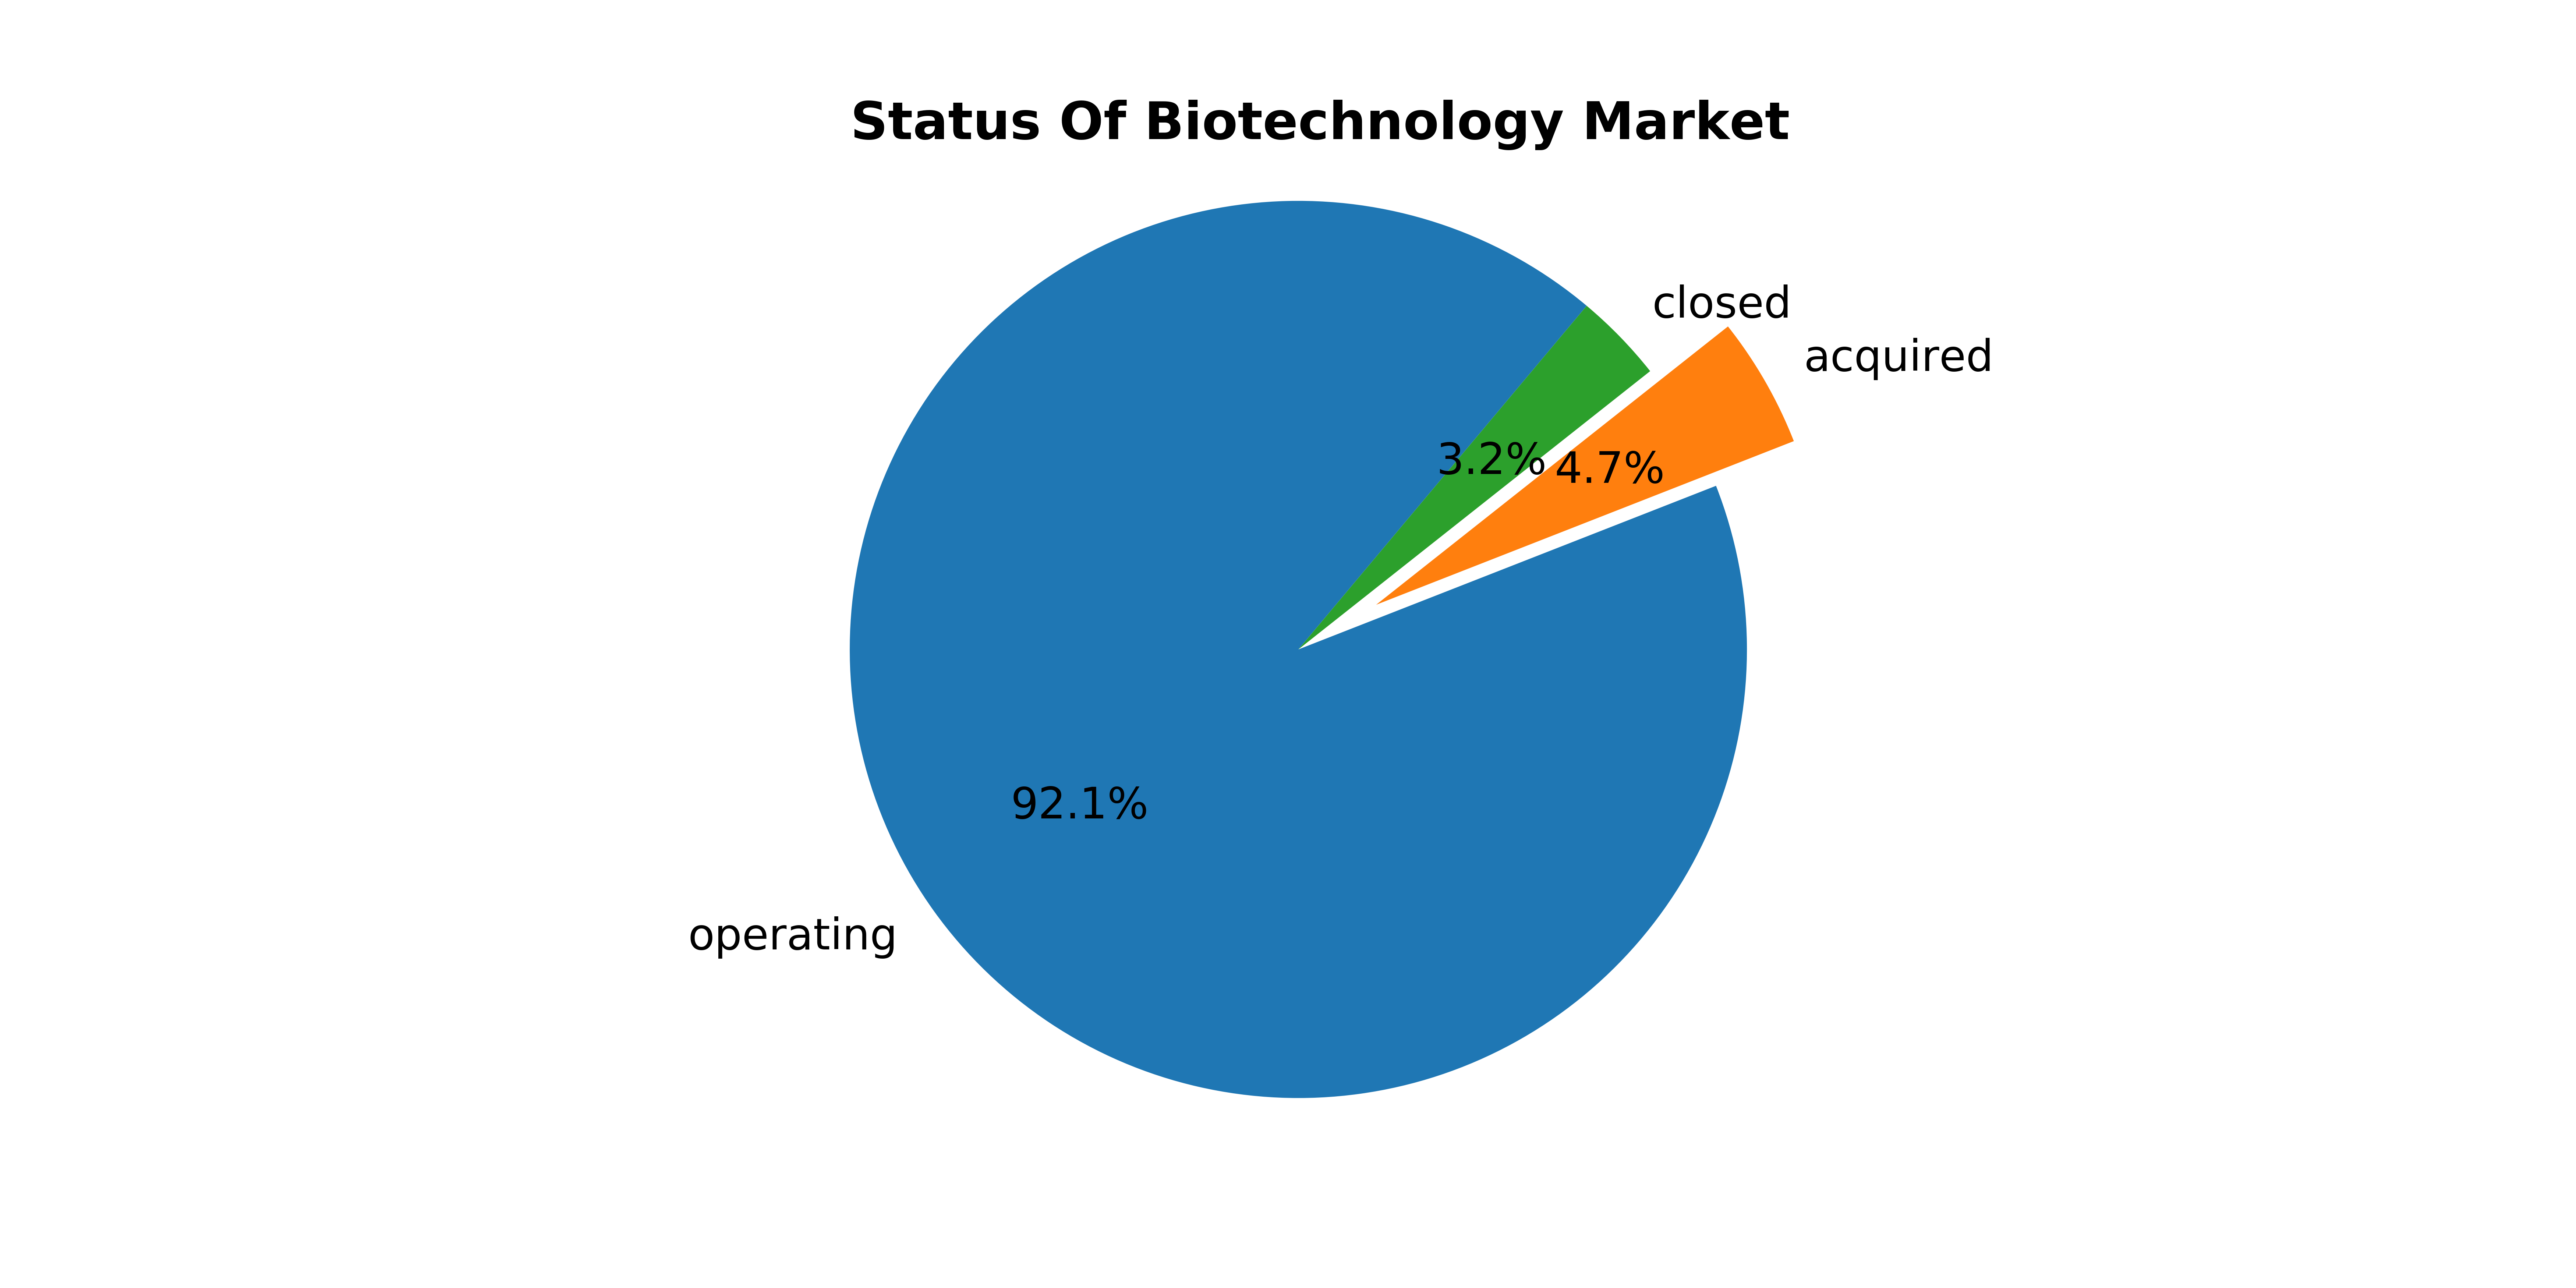 Status Of Biotechnology Market
closed
acquired
3.2%
4.7%
92.1%
operating